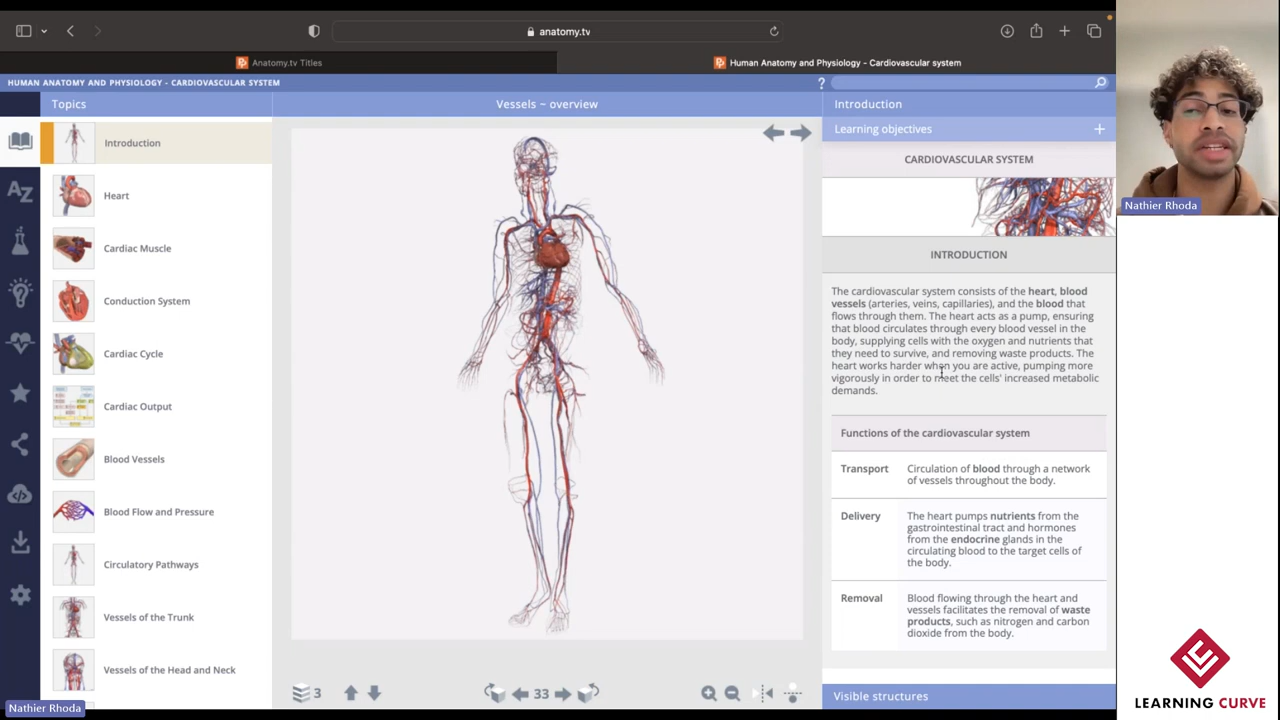 anatomy.tv
Anatomy.tv Titles
Human Anatomy and Physiology - Cardiovascular system
HUMAN ANATOMY AND PHYSIOLOGY - CARDIOVASCULAR SYSTEM
?
Topics
Introduction
Heart
Cardiac Muscle
Conduction System
Cardiac Cycle
Cardiac Output
Blood Vessels
Blood Flow and Pressure
Circulatory Pathways
Vessels of the Trunk
Vessels of the Head and Neck
AZ
Vessels – overview
3
33
Introduction
Learning objectives
CARDIOVASCULAR SYSTEM
INTRODUCTION
The cardiovascular system consists of the heart, blood
vessels (arteries, veins, capillaries), and the blood that
flows through them. The heart acts as a pump, ensuring
that blood circulates through every blood vessel in the
body, supplying cells with the oxygen and nutrients that
they need to survive, and removing waste products. The
heart works harder when you are active, pumping more
vigorously in order to meet the cells' increased metabolic
demands.
Functions of the cardiovascular system
Transport
Circulation of blood through a network
of vessels throughout the body.
Delivery
The heart pumps nutrients from the
gastrointestinal tract and hormones
from the endocrine glands in the
circulating blood to the target cells of
the body.
Removal
Blood flowing through the heart and
vessels facilitates the removal of waste
products, such as nitrogen and carbon
dioxide from the body.
Visible structures
Nathier Rhoda
Nathier Rhoda
LEARNING CURVE